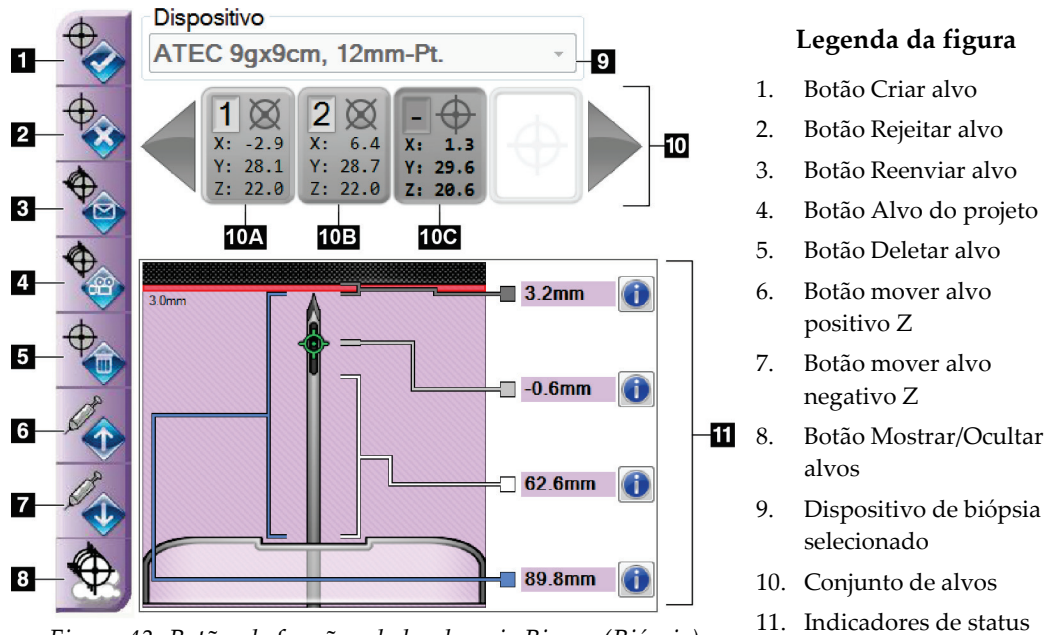 Dispositivo
ATEC 9gx9cm, 12mm-Pt.
1
2
3
4
5
6
7
8
9
1
X: -2.9
Y: 28.1
Z: 22.0
2
X: 6.4
Y: 28.7
Z: 22.0
-
X: 1.3
Y: 29.6
Z: 20.6
10
10A
10B
10C
3.0mm
3.2mm
-0.6mm
62.6mm
89.8mm
11
Legenda da figura
1. Botão Criar alvo
2. Botão Rejeitar alvo
3. Botão Reenviar alvo
4. Botão Alvo do projeto
5. Botão Deletar alvo
6. Botão mover alvo
positivo Z
7. Botão mover alvo
negativo Z
8. Botão Mostrar/Ocultar
alvos
9. Dispositivo de biópsia
selecionado
10. Conjunto de alvos
11. Indicadores de status